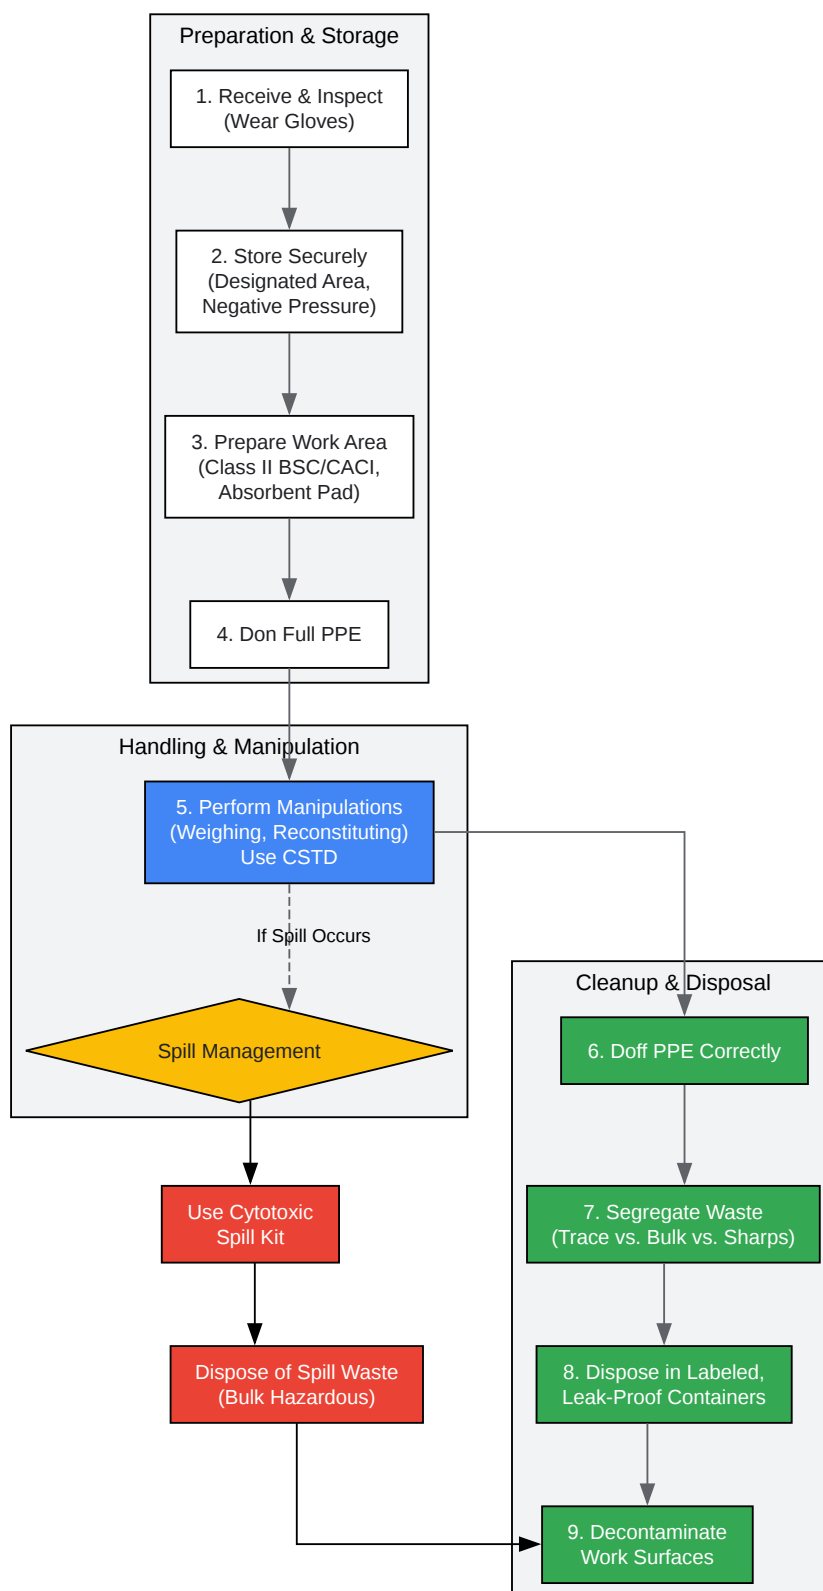 Preparation & Storage
1. Receive & Inspect
(Wear Gloves)
2. Store Securely
(Designated Area,
Negative Pressure)
3. Prepare Work Area
(Class II BSC/CACI,
Absorbent Pad)
4. Don Full PPE
Handling & Manipulation
5. Perform Manipulations
(Weighing, Reconstituting)
Use CSTD
If Spill Occurs
Spill Management
Use Cytotoxic
Spill Kit
Dispose of Spill Waste
(Bulk Hazardous)
Cleanup & Disposal
6. Doff PPE Correctly
7. Segregate Waste
(Trace vs. Bulk vs. Sharps)
8. Dispose in Labeled,
Leak-Proof Containers
9. Decontaminate
Work Surfaces